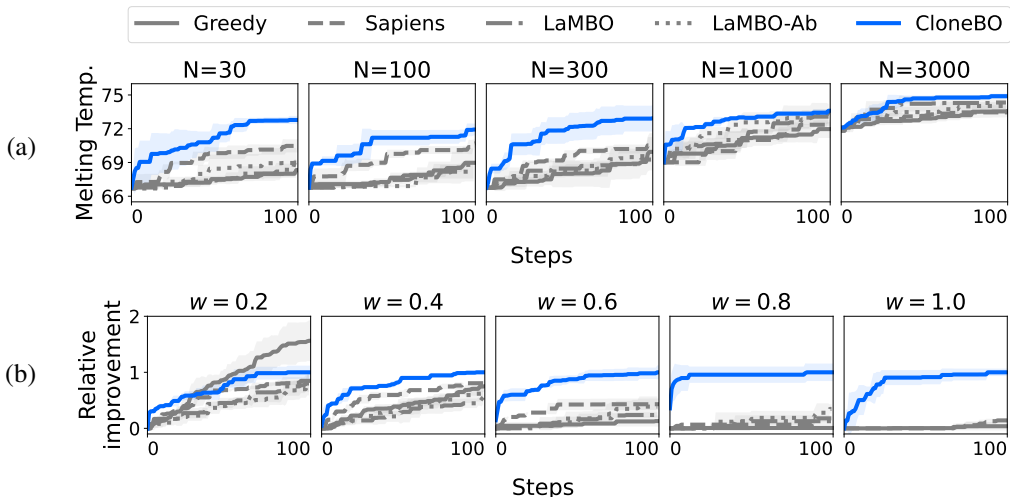 Greedy Sapiens LaMBO LaMBO-Ab CloneBO
(a)
Melting Temp.
N=30 N=100 N=300 N=1000 N=3000
75
72
69
66
0 100 0 100 0 100 0 100 0 100
Steps
(b)
Relative
improvement
w = 0.2 w = 0.4 w = 0.6 w = 0.8 w = 1.0
2
1
0
0 100 0 100 0 100 0 100 0 100
Steps